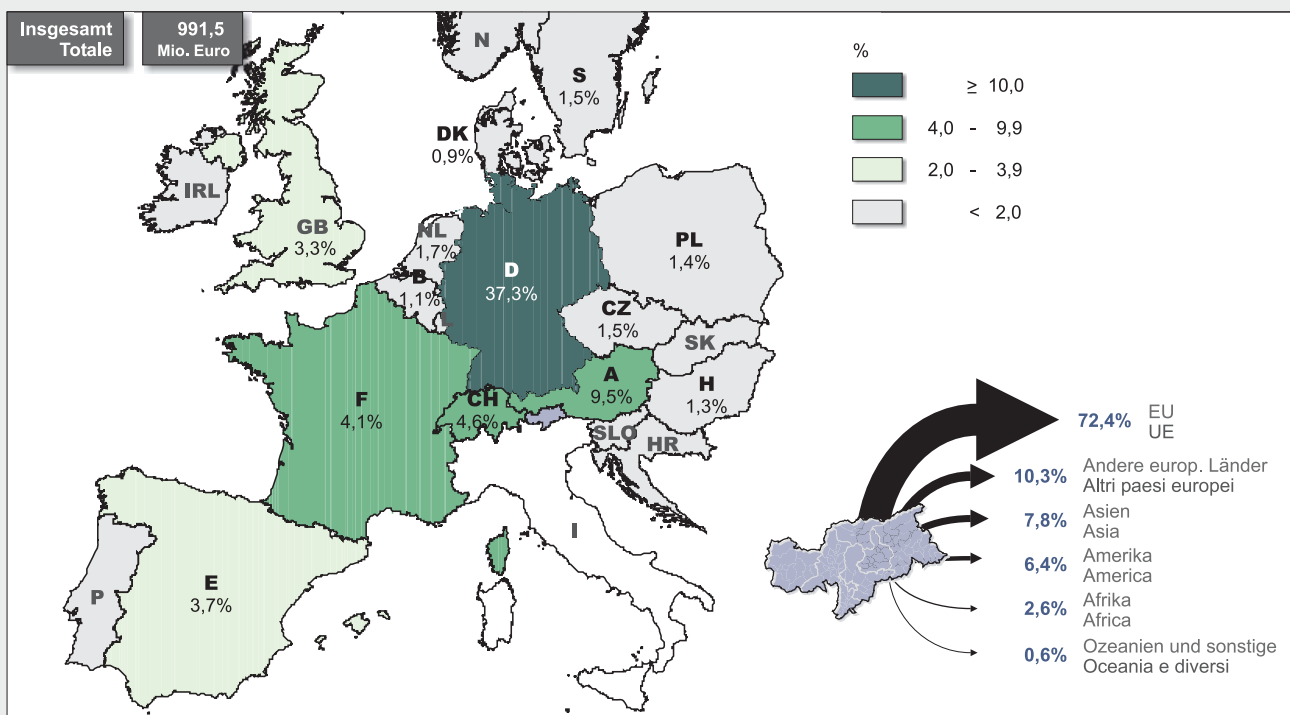 Insgesamt
Totale
991,5
Mio. Euro
%
≥ 10,0
4,0 - 9,9
2,0 - 3,9
< 2,0
N
S
1,5%
DK
0,9%
IRL
GB
3,3%
NL
1,7%
B
1,1%
L
D
37,3%
PL
1,4%
CZ
1,5%
SK
A
9,5%
H
1,3%
F
4,1%
CH
4,6%
SLO
HR
I
E
3,7%
P
72,4%
EU
UE
10,3%
Andere europ. Länder
Altri paesi europei
7,8%
Asien
Asia
6,4%
Amerika
America
2,6%
Afrika
Africa
0,6%
Ozeanien und sonstige
Oceania e diversi